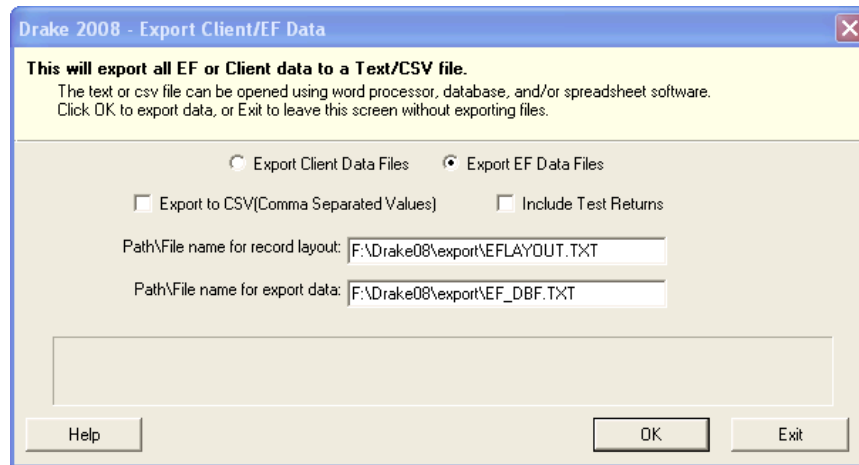 Drake 2008 - Export Client/EF Data
This will export all EF or Client data to a Text/CSV file.
The text or csv file can be opened using word processor, database, and/or spreadsheet software.
Click OK to export data, or Exit to leave this screen without exporting files.
Export Client Data Files Export EF Data Files
Export to CSV(Comma Separated Values) Include Test Returns
Path\File name for record layout: F:\Drake08\export\EFLAYOUT.TXT
Path\File name for export data: F:\Drake08\export\EF_DBF.TXT
Help OK Exit